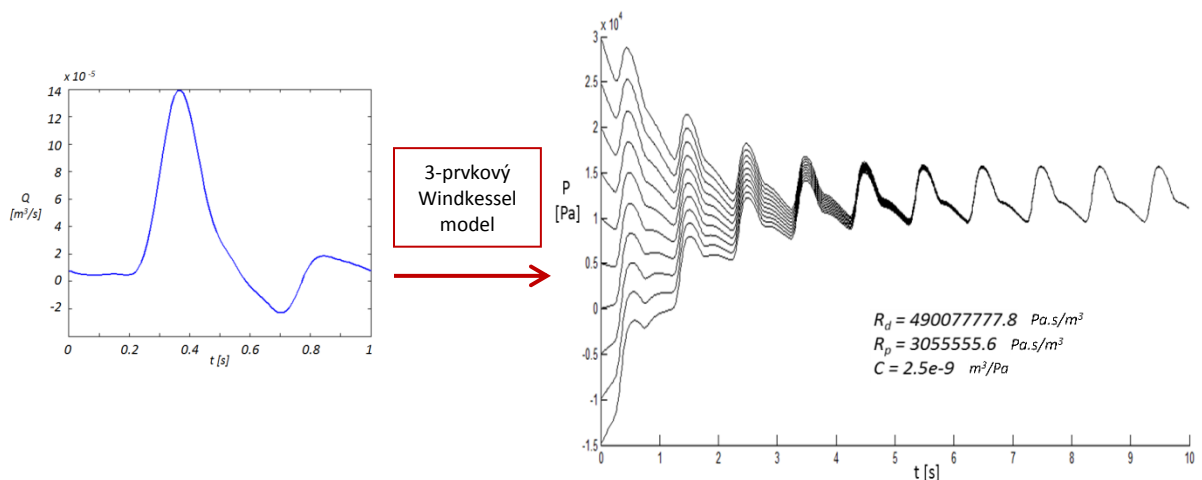 x 10 -5
14
12
10
8
6
4
2
0
-2
Q
[m³/s]
0 0.2 0.4 0.6 0.8 1
t [s]
3-prvkový
Windkessel
model
x 10⁴
3
2.5
2
1.5
1
0.5
0
-0.5
-1
-1.5
P
[Pa]
R_d = 490077777.8 Pa.s/m³
R_p = 3055555.6 Pa.s/m³
C = 2.5e-9 m³/Pa
0 1 2 3 4 5 6 7 8 9 10
t [s]